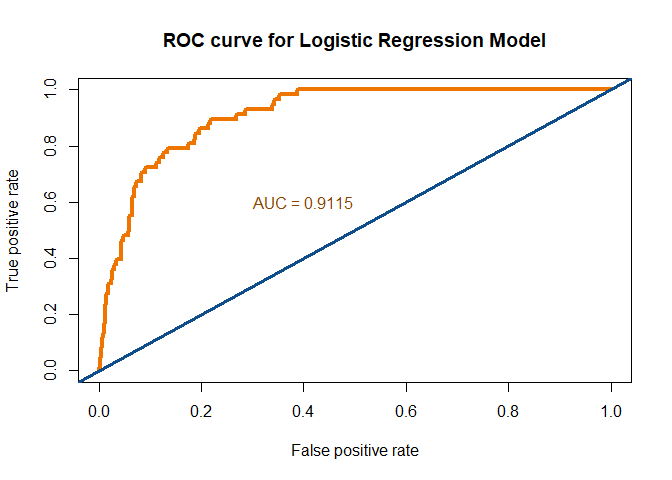 ROC curve for Logistic Regression Model
True positive rate
1.0
0.8
0.6
0.4
0.2
0.0
AUC = 0.9115
0.0 0.2 0.4 0.6 0.8 1.0
False positive rate